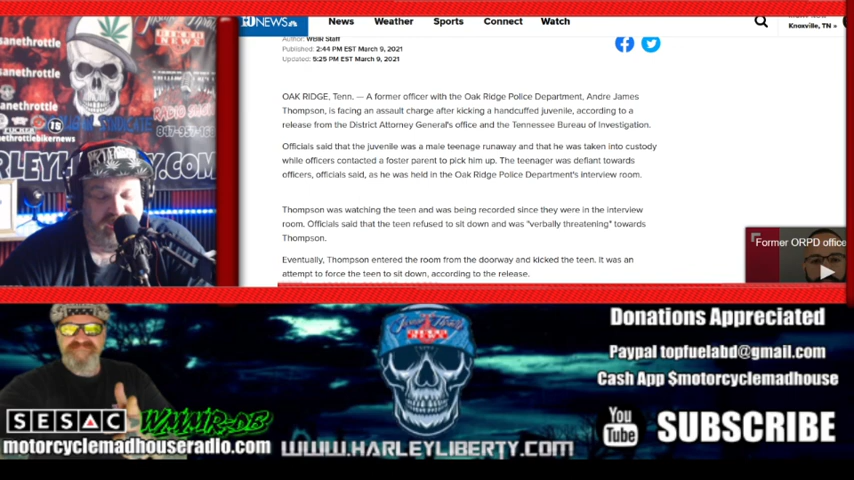 NEWS
News
Weather
Sports
Connect
Watch
Knoxville, TN
Author: WBIR Staff
Published: 2:44 PM EST March 9, 2021
Updated: 5:25 PM EST March 9, 2021
OAK RIDGE, Tenn. — A former officer with the Oak Ridge Police Department, Andre James
Thompson, is facing an assault charge after kicking a handcuffed juvenile, according to a
release from the District Attorney General's office and the Tennessee Bureau of Investigation.
Officials said that the juvenile was a male teenage runaway and that he was taken into custody
while officers contacted a foster parent to pick him up. The teenager was defiant towards
officers, officials said, as he was held in the Oak Ridge Police Department's interview room.
Thompson was watching the teen and was being recorded since they were in the interview
room. Officials said that the teen refused to sit down and was "verbally threatening" towards
Thompson.
Eventually, Thompson entered the room from the doorway and kicked the teen. It was an
attempt to force the teen to sit down, according to the release.
Former ORPD office
Donations Appreciated
Paypal topfuelabd@gmail.com
Cash App $motorcyclemadhouse
You
Tube
SUBSCRIBE
SESAC
WMMR-DB
motorcyclemadhouseradio.com
WWW.HARLEYLIBERTY.COM